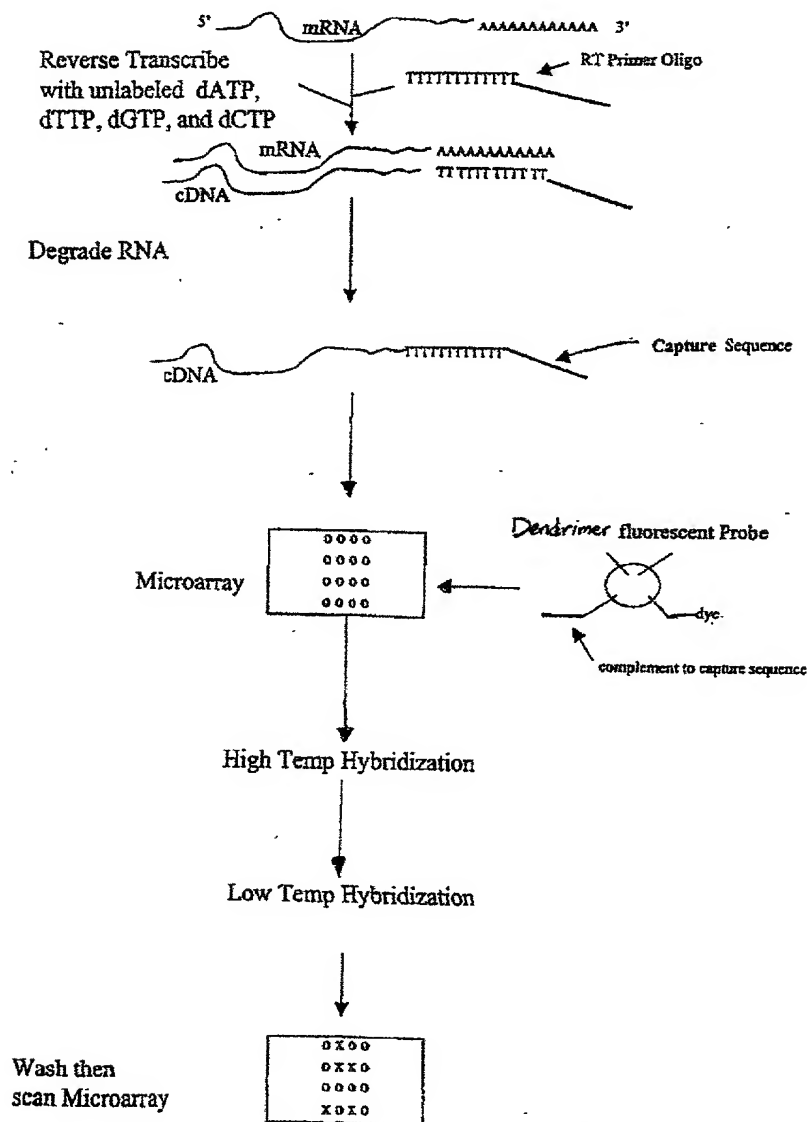 5' mRNA AAAAAAAAAAAA 3'
Reverse Transcribe
with unlabeled dATP,
dTTP, dGTP, and dCTP
TTTTTTTTTTTT
RT Primer Oligo
mRNA AAAAAAAAAAAA
cDNA TTTTTTTTTTTT
Degrade RNA
cDNA TTTTTTTTTTTT
Capture Sequence
Microarray
0000
0000
0000
0000
Dendrimer fluorescent Probe
dye
complement to capture sequence
High Temp Hybridization
Low Temp Hybridization
Wash then
scan Microarray
0X00
0XX0
0000
X0X0